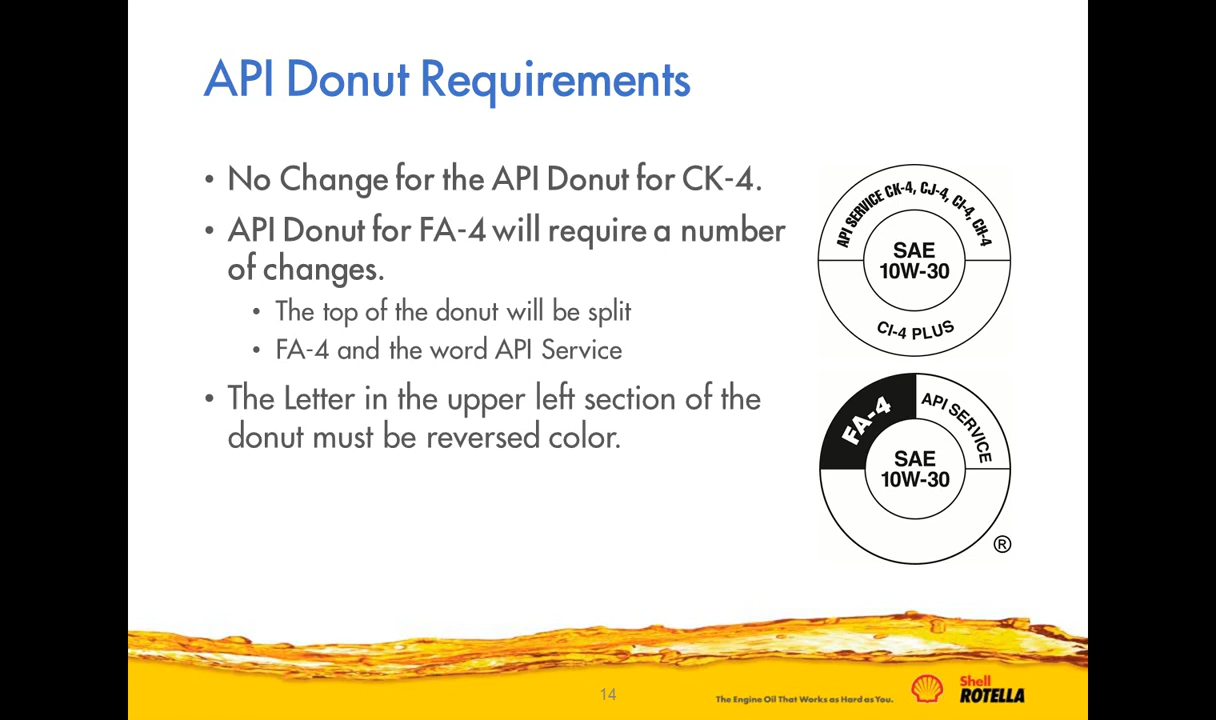 API Donut Requirements
• No Change for the API Donut for CK-4.
• API Donut for FA-4 will require a number
of changes.
• The top of the donut will be split
• FA-4 and the word API Service
• The Letter in the upper left section of the
donut must be reversed color.
API SERVICE CK-4, CJ-4, CI-4, CH-4
SAE
10W-30
CI-4 PLUS
FA-4
API SERVICE
SAE
10W-30
®
14
The Engine Oil That Works as Hard as You.
Shell
ROTELLA